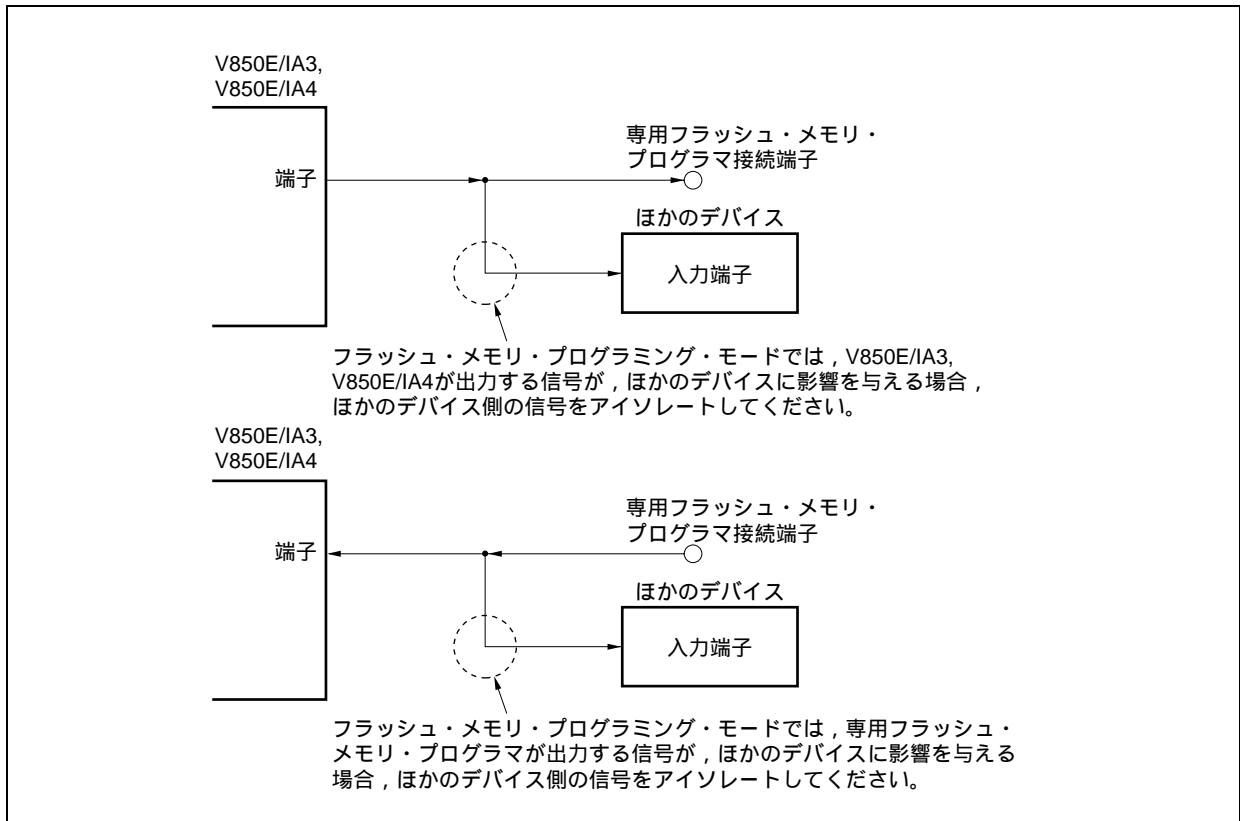 V850E/IA3,
V850E/IA4
専用フラッシュ・メモリ・
プログラマ接続端子
端子
ほかのデバイス
入力端子
フラッシュ・メモリ・プログラミング・モードでは，V850E/IA3,
V850E/IA4が出力する信号が，ほかのデバイスに影響を与える場合，
ほかのデバイス側の信号をアイソレートしてください。
V850E/IA3,
V850E/IA4
専用フラッシュ・メモリ・
プログラマ接続端子
端子
ほかのデバイス
入力端子
フラッシュ・メモリ・プログラミング・モードでは，専用フラッシュ・
メモリ・プログラマが出力する信号が，ほかのデバイスに影響を与える
場合，ほかのデバイス側の信号をアイソレートしてください。